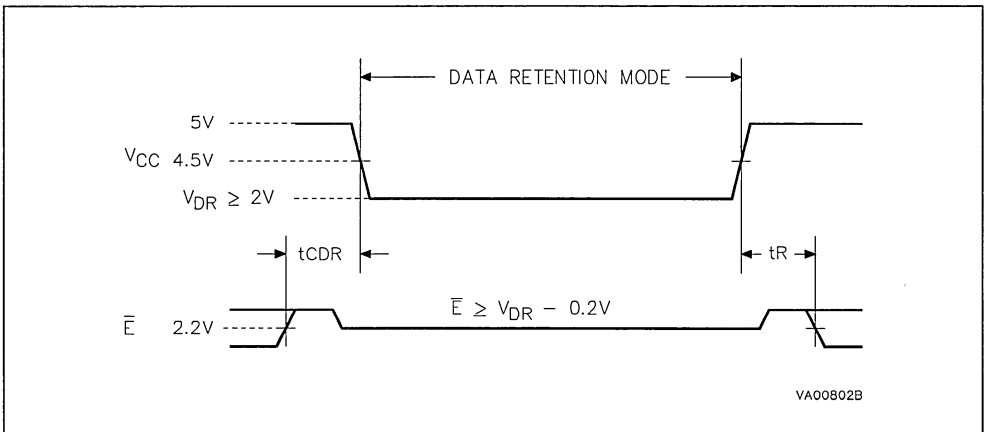 DATA RETENTION MODE
5V
VCC 4.5V
VDR ≥ 2V
tCDR
tR
E̅ ≥ VDR − 0.2V
E̅ 2.2V
VA00802B